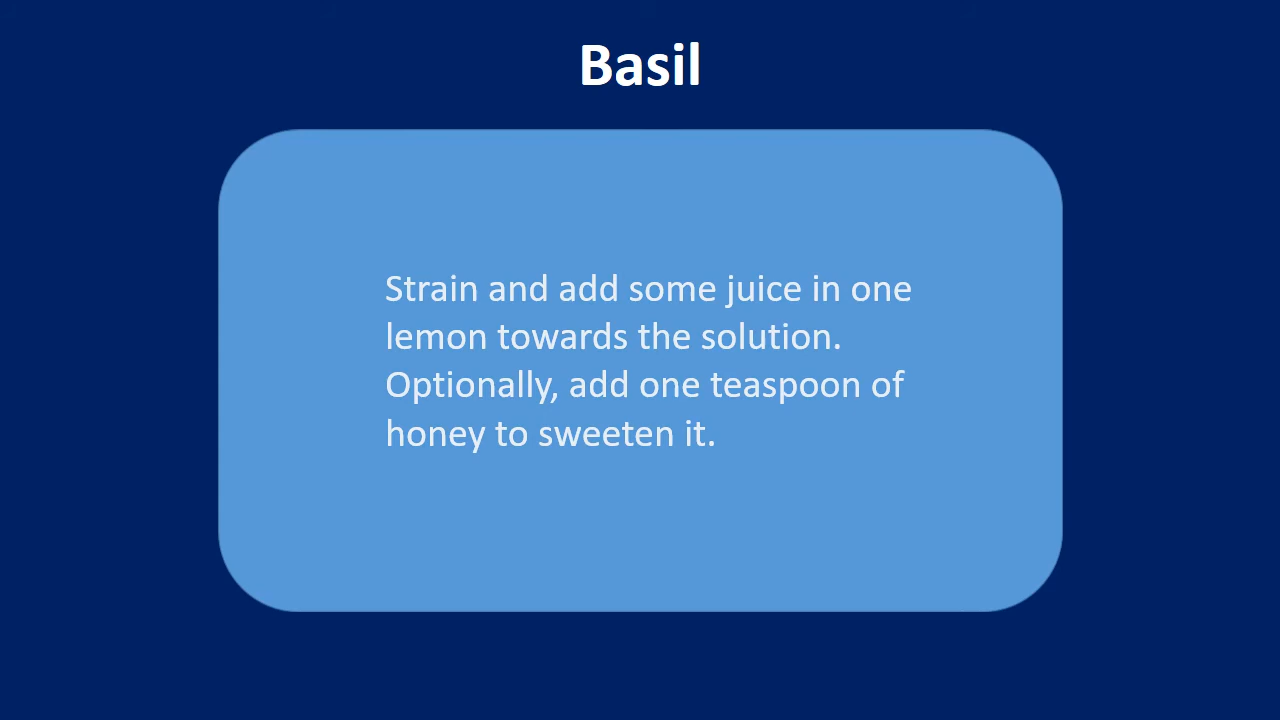 Basil
Strain and add some juice in one
lemon towards the solution.
Optionally, add one teaspoon of
honey to sweeten it.